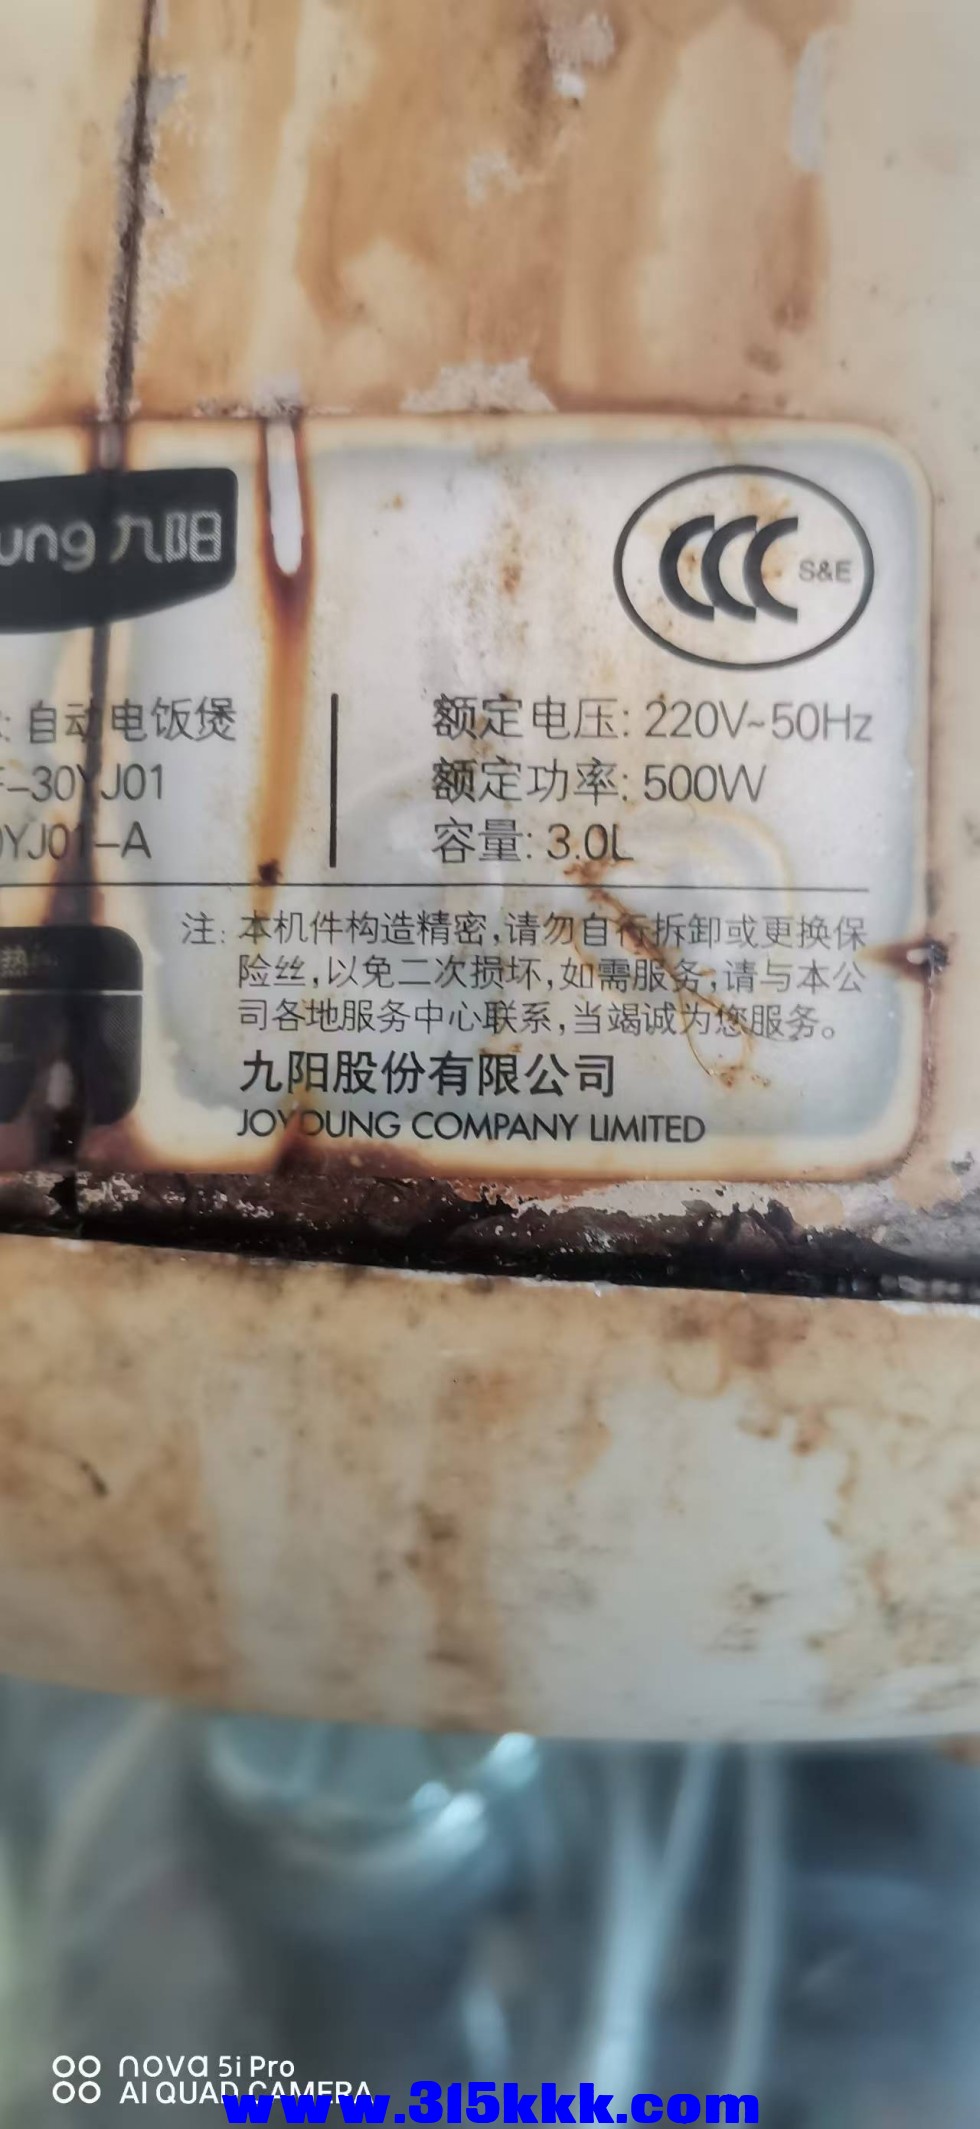 ung 九阳
CCC S&E
: 自动电饭煲
额定电压: 220V~50Hz
-30YJ01
额定功率: 500W
YJ01-A
容量: 3.0L
热
注: 本机件构造精密,请勿自行拆卸或更换保
险丝,以免二次损坏,如需服务,请与本公
司各地服务中心联系,当竭诚为您服务。
九阳股份有限公司
JOYOUNG COMPANY LIMITED
nova 5i Pro
AI QUAD CAMERA
www.315kkk.com